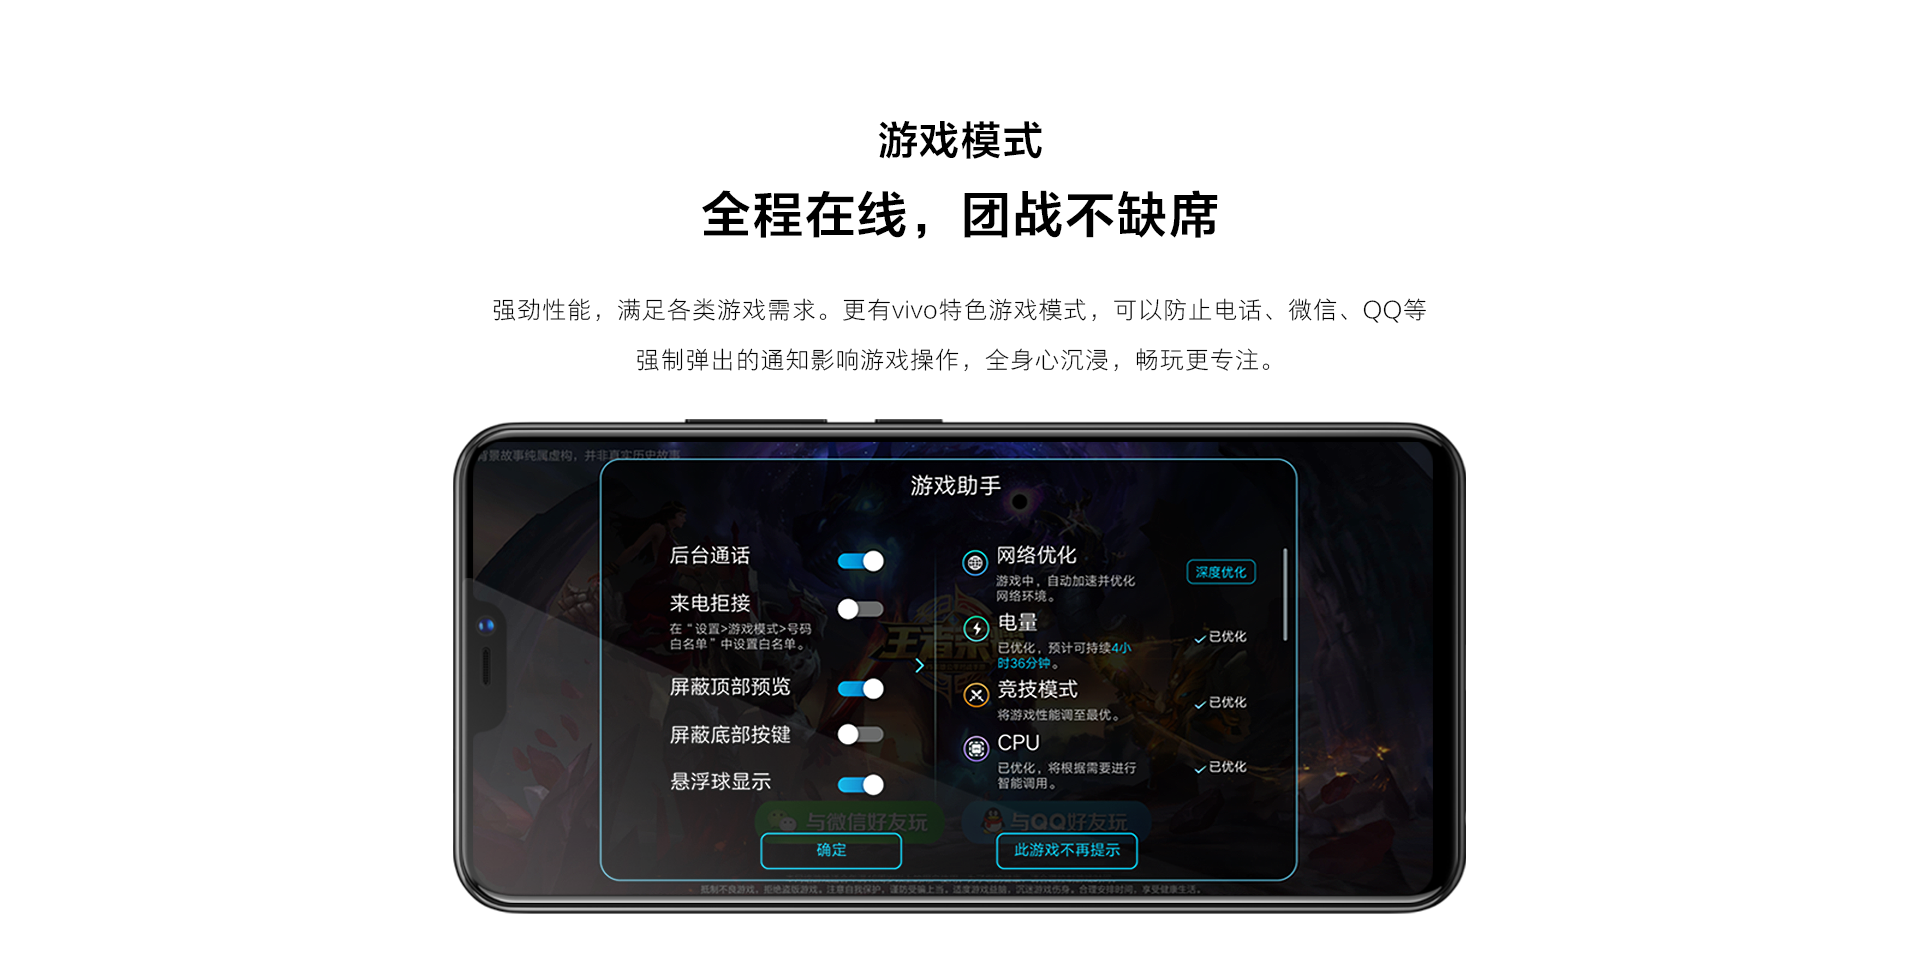 游戏模式
全程在线，团战不缺席
强劲性能，满足各类游戏需求。更有vivo特色游戏模式，可以防止电话、微信、QQ等
强制弹出的通知影响游戏操作，全身心沉浸，畅玩更专注。
背景故事纯属虚构，并非真实历史故事
游戏助手
后台通话
来电拒接
在“设置>游戏模式>号码
白名单”中设置白名单。
屏蔽顶部预览
屏蔽底部按键
悬浮球显示
网络优化
游戏中，自动加速并优化
网络环境。
深度优化
电量
已优化，预计可持续4小
时36分钟。
已优化
竞技模式
将游戏性能调至最优。
已优化
CPU
已优化，将根据需要进行
智能调用。
已优化
王者荣耀
与微信好友玩
与QQ好友玩
确定
此游戏不再提示
抵制不良游戏，拒绝盗版游戏。注意自我保护，谨防受骗上当。适度游戏益脑，沉迷游戏伤身。合理安排时间，享受健康生活。